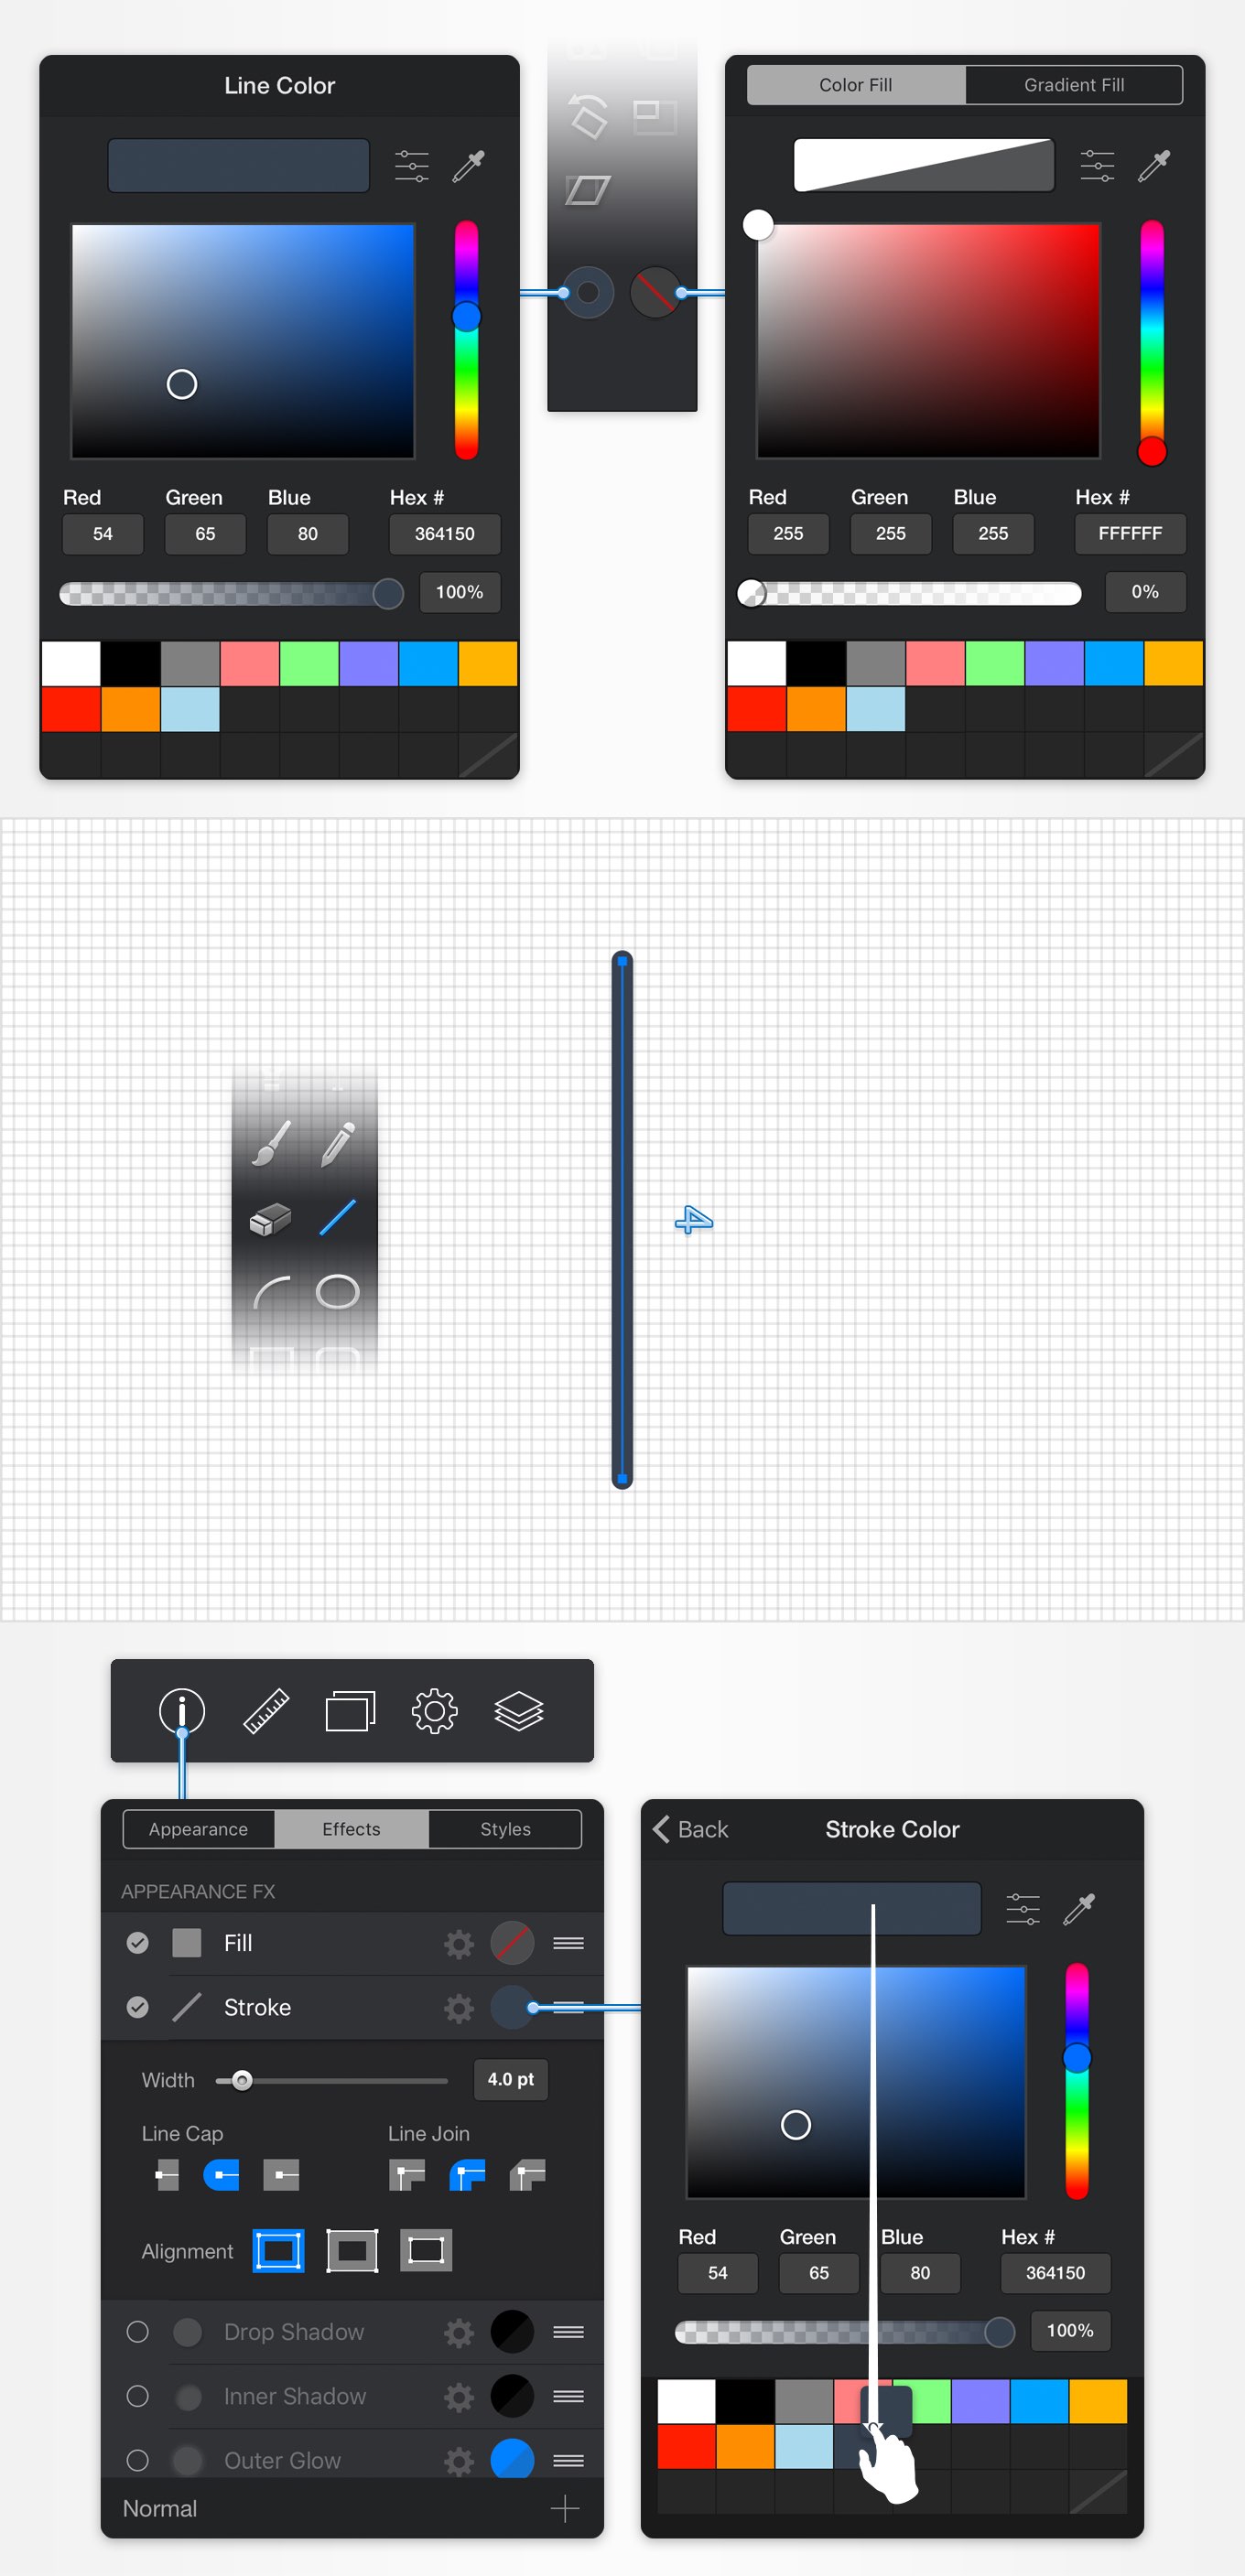 Line Color
Color Fill Gradient Fill
Red Green Blue Hex #
54 65 80 364150
100%
Red Green Blue Hex #
255 255 255 FFFFFF
0%
4
Appearance Effects Styles
APPEARANCE FX
Fill
Stroke
Width 4.0 pt
Line Cap Line Join
Alignment
Drop Shadow
Inner Shadow
Outer Glow
Normal
Back Stroke Color
Red Green Blue Hex #
54 65 80 364150
100%